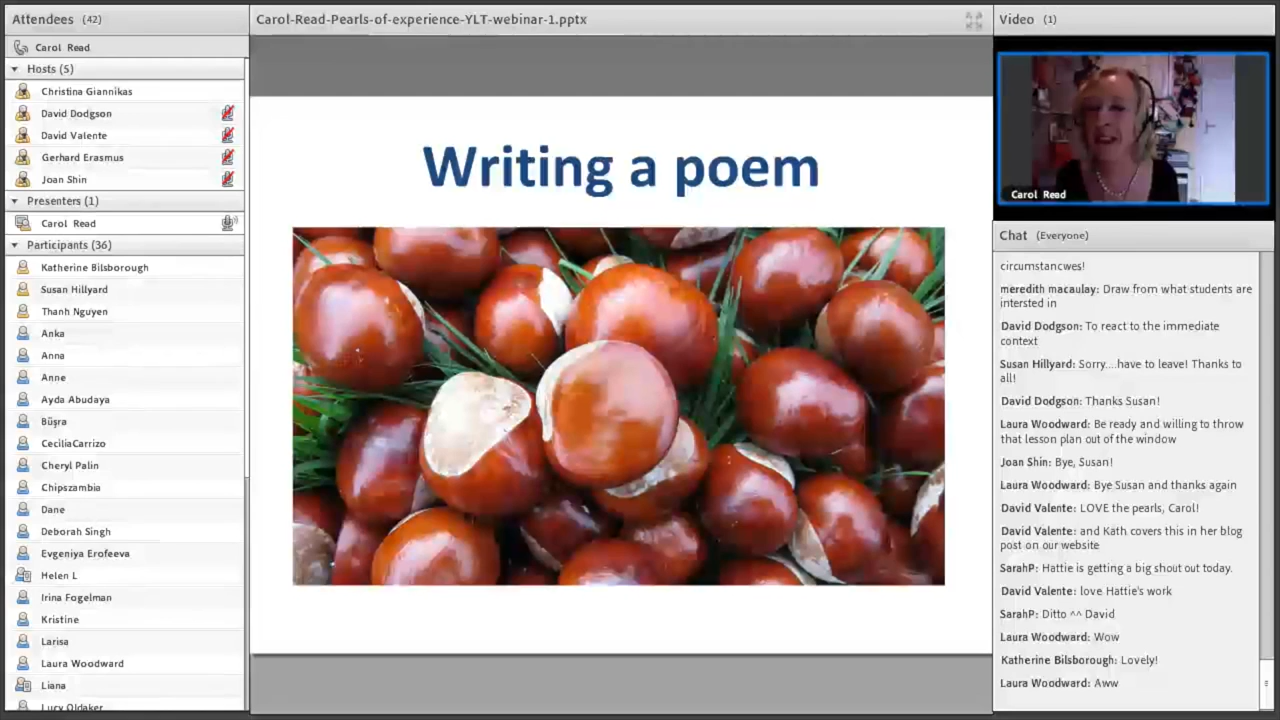 Attendees (42)
Carol Read
Hosts (5)
Christina Giannikas
David Dodgson
David Valente
Gerhard Erasmus
Joan Shin
Presenters (1)
Carol Read
Participants (36)
Katherine Bilsborough
Susan Hillyard
Thanh Nguyen
Anka
Anna
Anne
Ayda Abudaya
Büşra
CeciliaCarrizo
Cheryl Palin
Chipszambia
Dane
Deborah Singh
Evgeniya Erofeeva
Helen L
Irina Fogelman
Kristine
Larisa
Laura Woodward
Liana
Lucy Oldaker
Carol-Read-Pearls-of-experience-YLT-webinar-1.pptx
Writing a poem
Video (1)
Carol Read
Chat (Everyone)
circumstancwes!
meredith macaulay: Draw from what students are
intersted in
David Dodgson: To react to the immediate
context
Susan Hillyard: Sorry....have to leave! Thanks to
all!
David Dodgson: Thanks Susan!
Laura Woodward: Be ready and willing to throw
that lesson plan out of the window
Joan Shin: Bye, Susan!
Laura Woodward: Bye Susan and thanks again
David Valente: LOVE the pearls, Carol!
David Valente: and Kath covers this in her blog
post on our website
SarahP: Hattie is getting a big shout out today.
David Valente: love Hattie's work
SarahP: Ditto ^^ David
Laura Woodward: Wow
Katherine Bilsborough: Lovely!
Laura Woodward: Aww